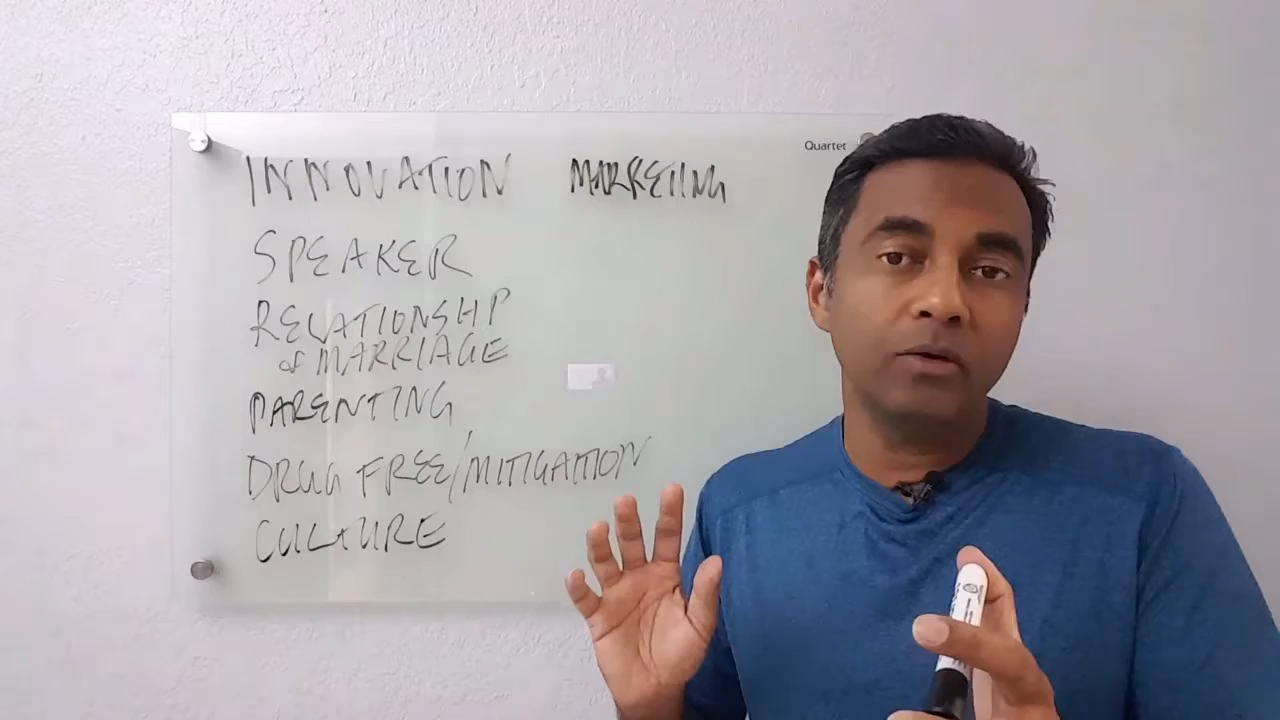 Quartet
INNOVATION MARKETING
SPEAKER
RELATIONSHIP
of MARRIAGE
PARENTING
DRUG FREE/MITIGATION
CULTURE